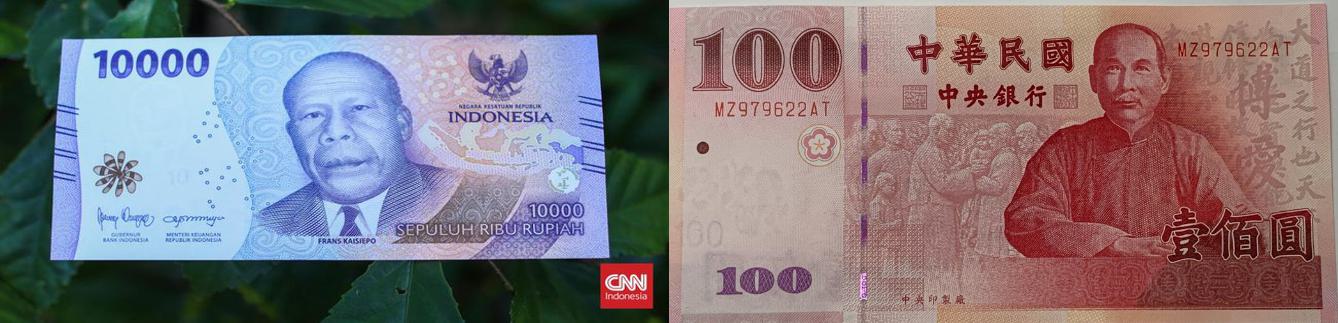 10000
NEGARA KESATUAN REPUBLIK
INDONESIA
GUBERNUR
BANK INDONESIA
MENTERI KEUANGAN
REPUBLIK INDONESIA
FRANS KAISIEPO
10000
SEPULUH RIBU RUPIAH
CNN
Indonesia
100
MZ979622AT
中華民國
中央銀行
MZ979622AT
大道之行也天
博愛
壹佰圓
100
中央印製廠